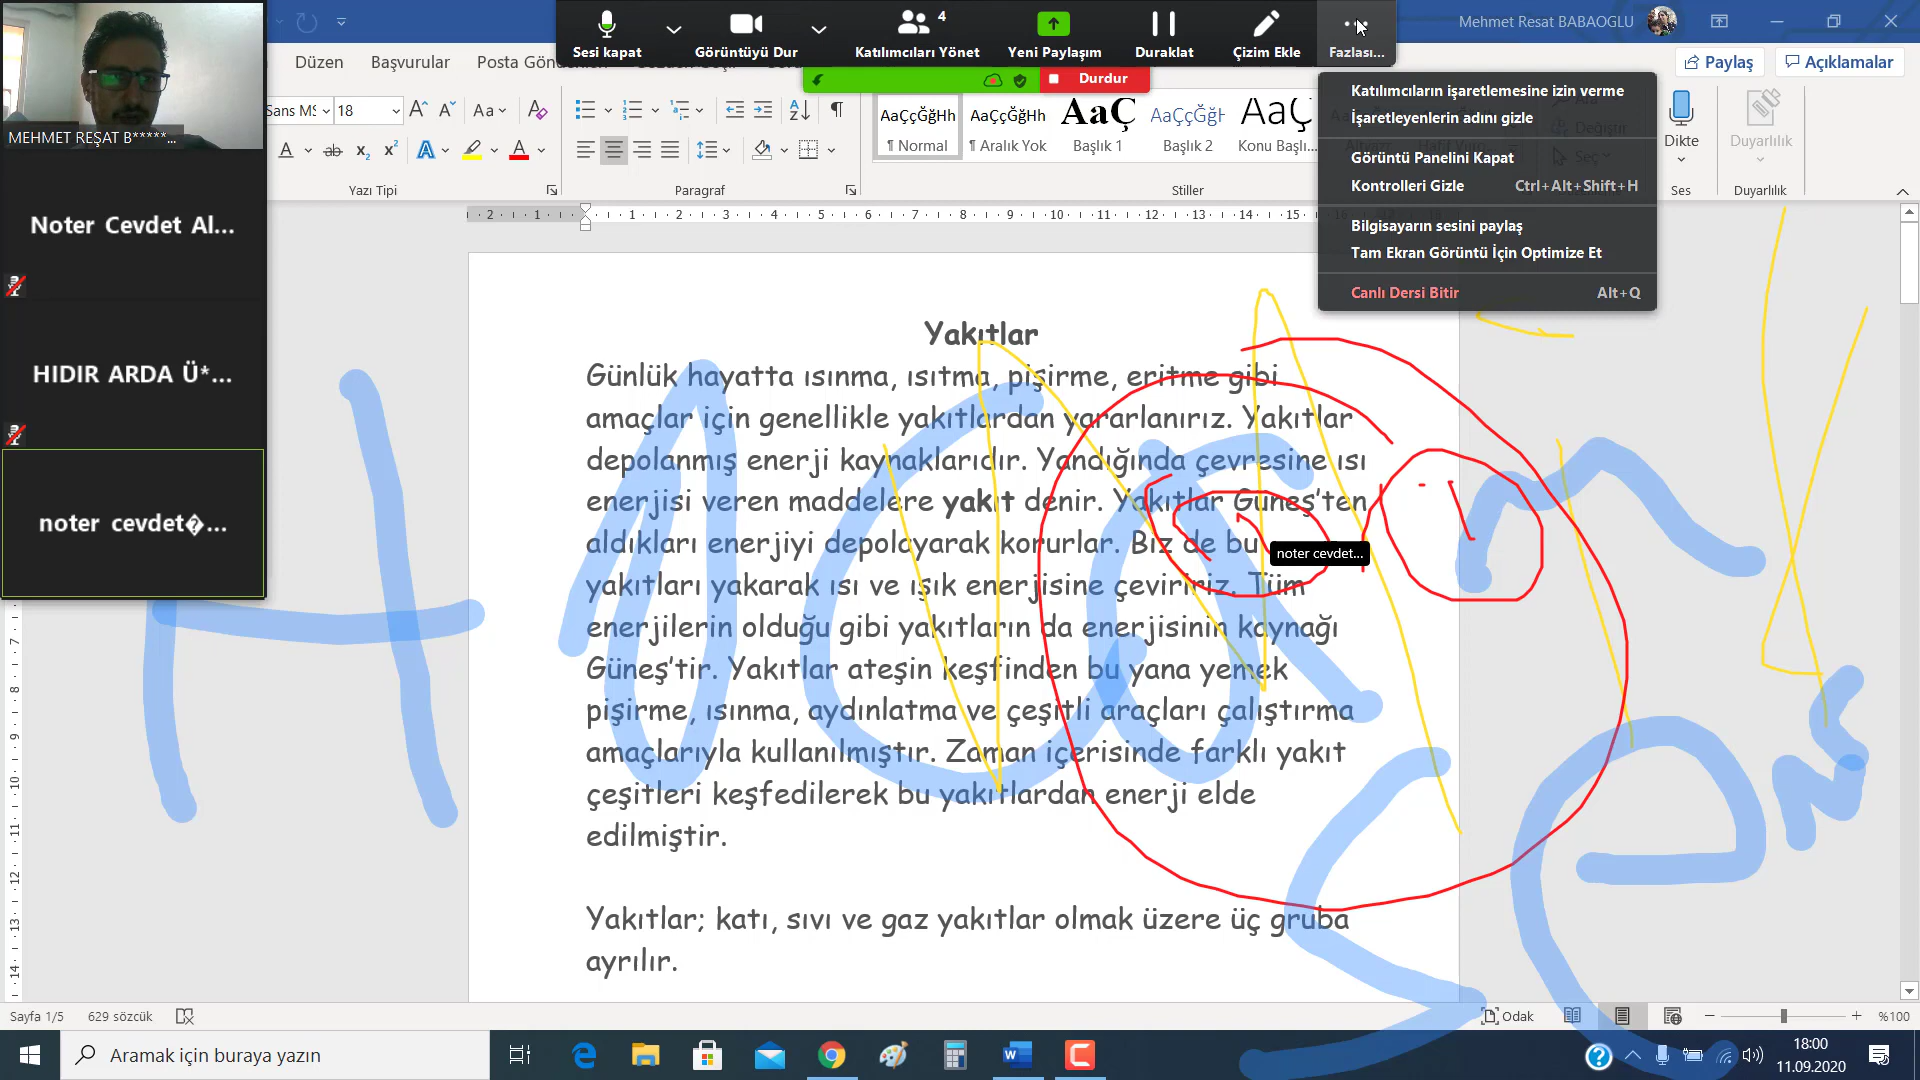 Mehmet Resat BABAOGLU
Sesi kapat
Görüntüyü Dur
Katılımcıları Yönet
4
Yeni Paylaşım
Duraklat
Çizim Ekle
Fazlası...
Durdur
MEHMET REŞAT B***** ...
Noter Cevdet Al...
HIDIR ARDA Ü*...
noter cevdet�...
Düzen
Başvurular
Paylaş
Açıklamalar
18
Yazı Tipi
Paragraf
AaÇçĞğHh
¶ Normal
AaÇçĞğHh
¶ Aralık Yok
AaÇ
Başlık 1
AaÇçĞğH
Başlık 2
AaÇçĞ
Konu Başlı...
Stiller
Dikte
Ses
Duyarlılık
Duyarlılık
Katılımcıların işaretlemesine izin verme
İşaretleyenlerin adını gizle
Görüntü Panelini Kapat
Kontrolleri Gizle Ctrl+Alt+Shift+H
Bilgisayarın sesini paylaş
Tam Ekran Görüntü İçin Optimize Et
Canlı Dersi Bitir Alt+Q
Yakıtlar
Günlük hayatta ısınma, ısıtma, pişirme, eritme gibi
amaçlar için genellikle yakıtlardan yararlanırız. Yakıtlar
depolanmış enerji kaynaklarıdır. Yandığında çevresine ısı
enerjisi veren maddelere yakıt denir. Yakıtlar Güneş’ten
aldıkları enerjiyi depolayarak korurlar. Biz de bu
noter cevdet...
yakıtları yakarak ısı ve ışık enerjisine çeviririz. Tüm
enerjilerin olduğu gibi yakıtların da enerjisinin kaynağı
Güneş’tir. Yakıtlar ateşin keşfinden bu yana yemek
pişirme, ısınma, aydınlatma ve çeşitli araçları çalıştırma
amaçlarıyla kullanılmıştır. Zaman içerisinde farklı yakıt
çeşitleri keşfedilerek bu yakıtlardan enerji elde
edilmiştir.
Yakıtlar; katı, sıvı ve gaz yakıtlar olmak üzere üç gruba
ayrılır.
Sayfa 1/5
629 sözcük
Odak
%100
Aramak için buraya yazın
18:00
11.09.2020